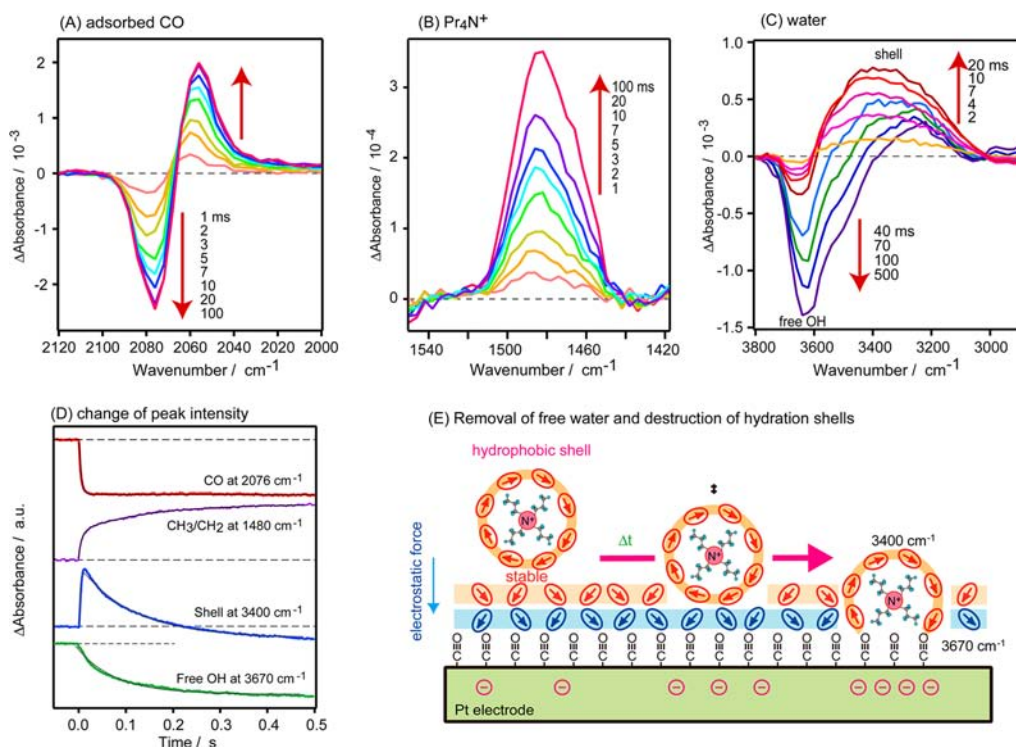 (A) adsorbed CO
2
1
0
-1
-2
ΔAbsorbance / 10⁻³
1 ms
2
3
5
7
10
20
100
2120 2100 2080 2060 2040 2020 2000
Wavenumber / cm⁻¹
(B) Pr₄N⁺
3
2
1
0
ΔAbsorbance / 10⁻⁴
100 ms
20
10
7
5
3
2
1
1540 1500 1460 1420
Wavenumber / cm⁻¹
(C) water
1.0
0.5
0.0
-0.5
-1.0
-1.5
ΔAbsorbance / 10⁻³
shell
20 ms
10
7
4
2
40 ms
70
100
500
free OH
3800 3600 3400 3200 3000
Wavenumber / cm⁻¹
(D) change of peak intensity
ΔAbsorbance / a.u.
CO at 2076 cm⁻¹
CH3/CH2 at 1480 cm⁻¹
Shell at 3400 cm⁻¹
Free OH at 3670 cm⁻¹
0.0 0.1 0.2 0.3 0.4 0.5
Time / s
(E) Removal of free water and destruction of hydration shells
hydrophobic shell
‡
N⁺
N⁺
Δt
3400 cm⁻¹
stable
N⁺
electrostatic force
3670 cm⁻¹
O≡C O≡C O≡C O≡C O≡C O≡C O≡C O≡C O≡C O≡C O≡C O≡C O≡C O≡C
− − − − − − − − −
Pt electrode